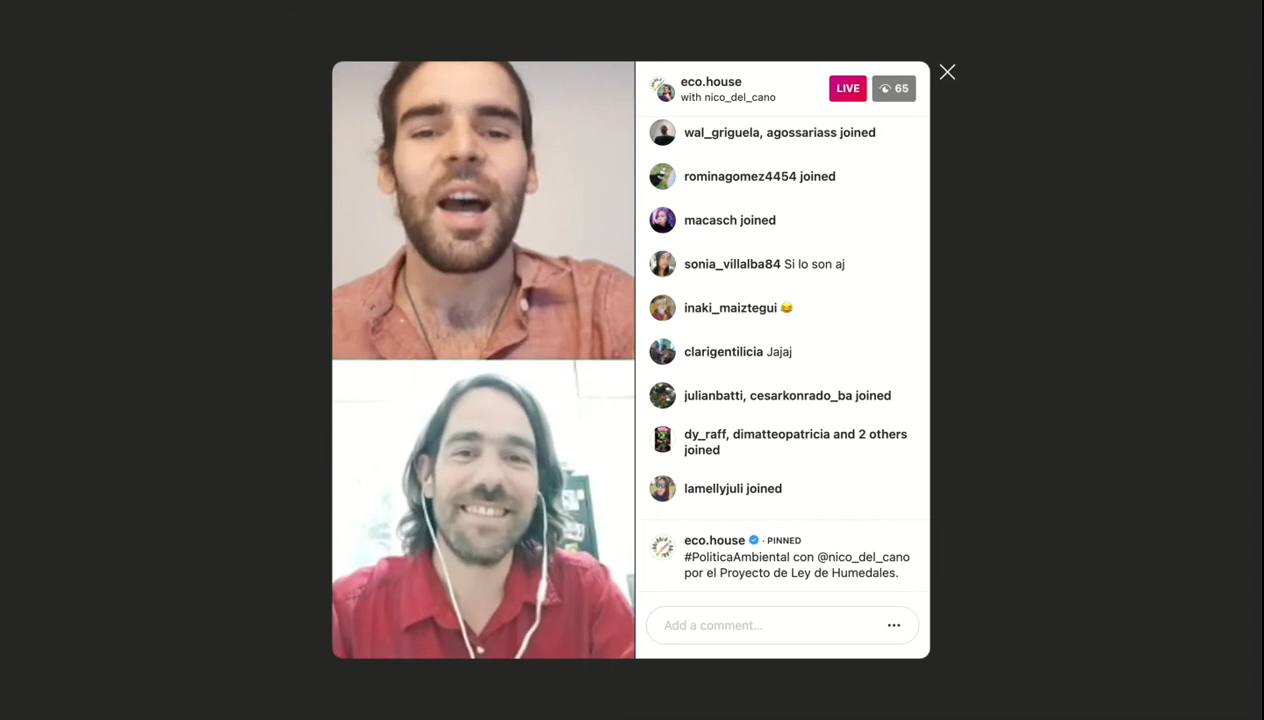 eco.house
with nico_del_cano
LIVE
65
wal_griguela, agossariass joined
rominagomez4454 joined
macasch joined
sonia_villalba84 Si lo son aj
inaki_maiztegui 😂
clarigentilicia Jajaj
julianbatti, cesarkonrado_ba joined
dy_raff, dimatteopatricia and 2 others
joined
lamellyjuli joined
eco.house · PINNED
#PoliticaAmbiental con @nico_del_cano
por el Proyecto de Ley de Humedales.
Add a comment...